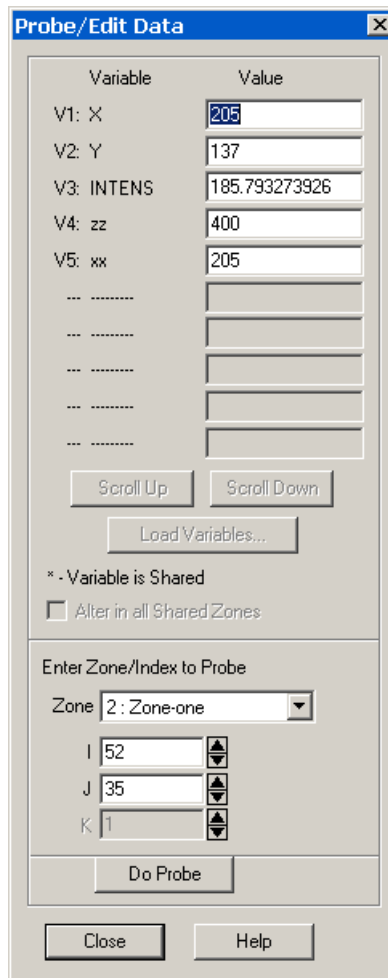 Probe/Edit Data
Variable Value
V1: X 205
V2: Y 137
V3: INTENS 185.793273926
V4: zz 400
V5: xx 205
--- ---------
--- ---------
--- ---------
--- ---------
--- ---------
Scroll Up Scroll Down
Load Variables...
* - Variable is Shared
Alter in all Shared Zones
Enter Zone/Index to Probe
Zone 2 : Zone-one
I 52
J 35
K 1
Do Probe
Close Help